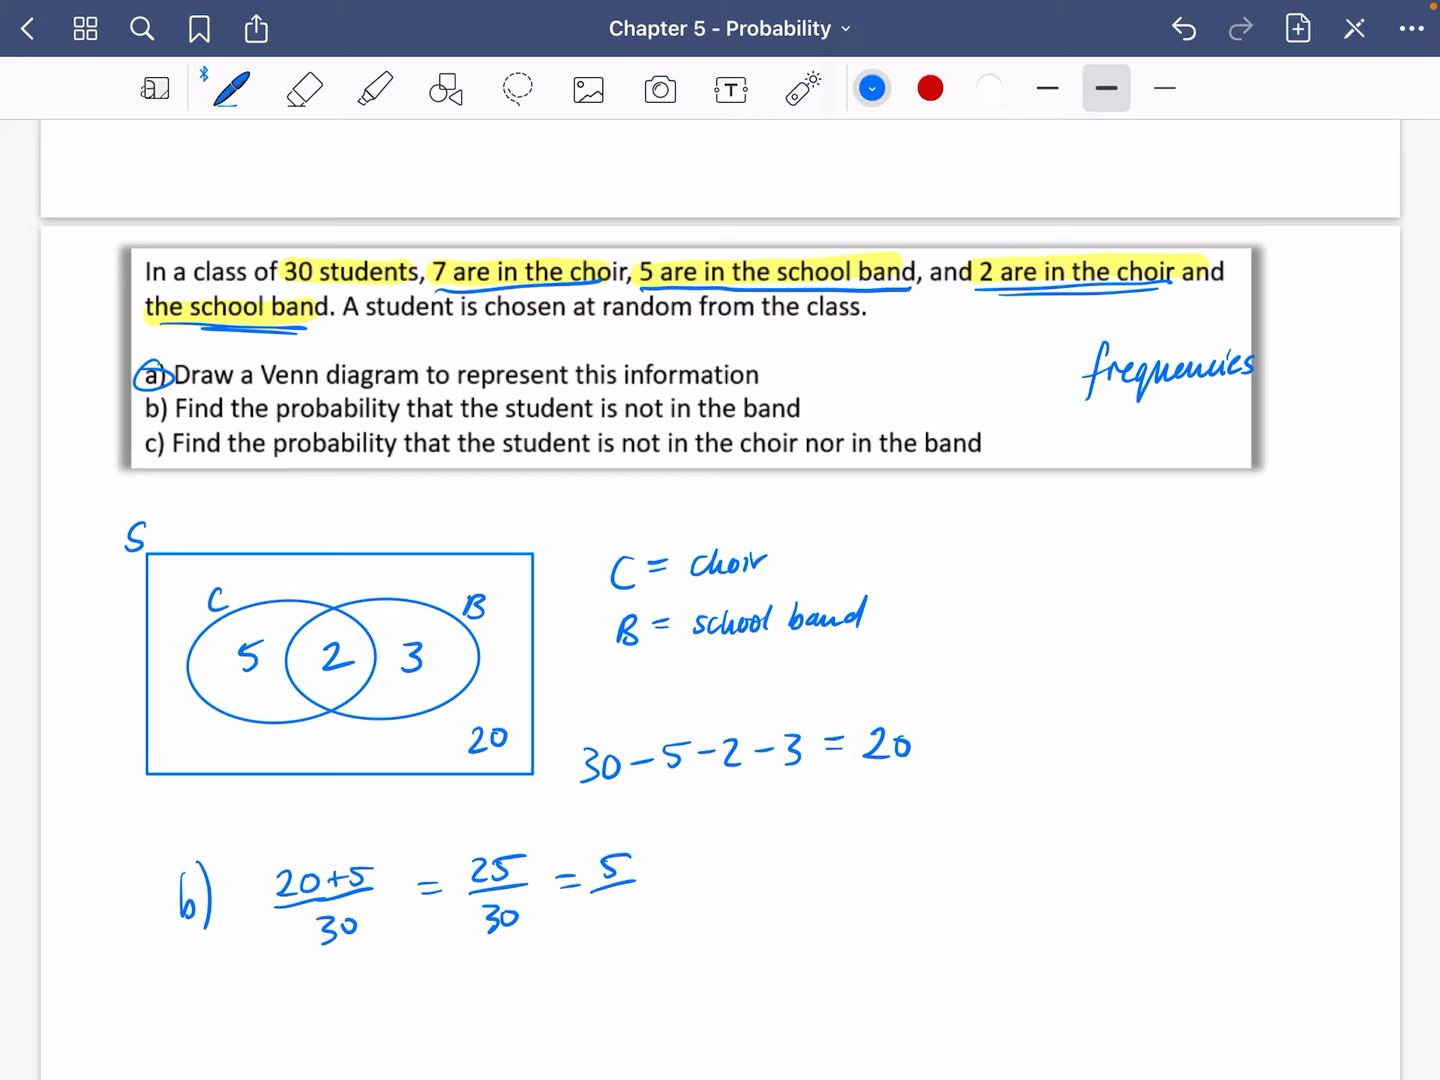 Chapter 5 - Probability
T
In a class of 30 students, 7 are in the choir, 5 are in the school band, and 2 are in the choir and
the school band. A student is chosen at random from the class.
a) Draw a Venn diagram to represent this information
frequencies
b) Find the probability that the student is not in the band
c) Find the probability that the student is not in the choir nor in the band
S
C = choir
C B
B = school band
5 2 3
20
30 - 5 - 2 - 3 = 20
b) 20+5/30 = 25/30 = 5